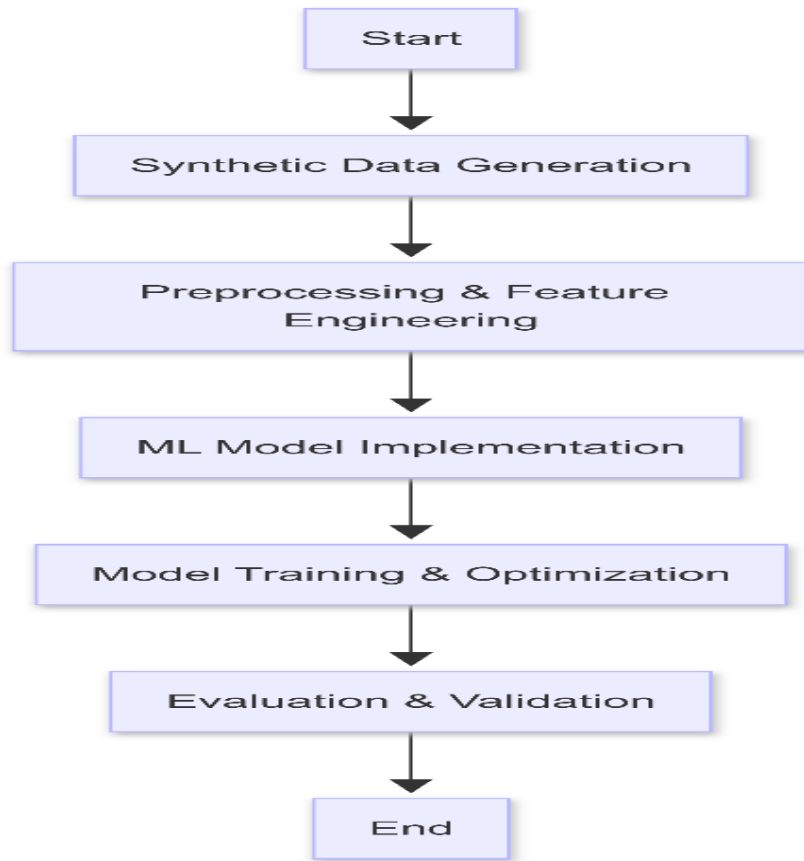 Start
Synthetic Data Generation
Preprocessing & Feature
Engineering
ML Model Implementation
Model Training & Optimization
Evaluation & Validation
End